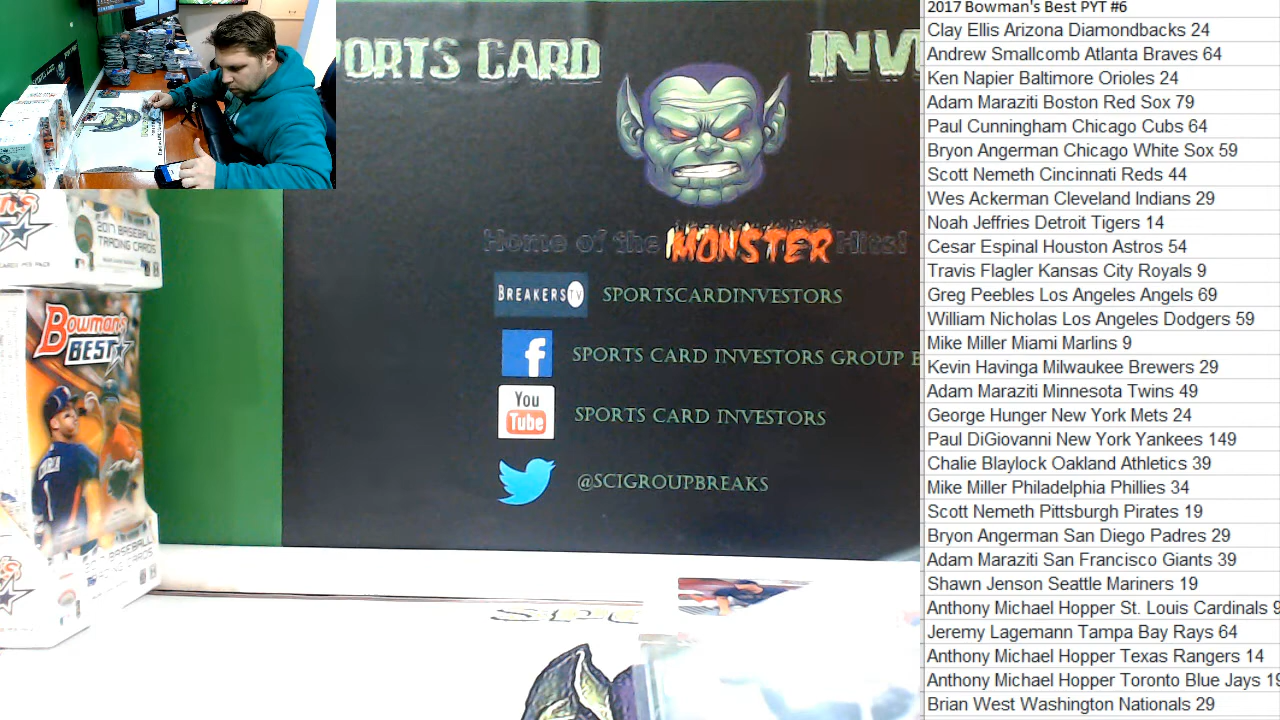 2017 Bowman's Best PYT #6
Clay Ellis Arizona Diamondbacks 24
Andrew Smallcomb Atlanta Braves 64
Ken Napier Baltimore Orioles 24
Adam Maraziti Boston Red Sox 79
Paul Cunningham Chicago Cubs 64
Bryon Angerman Chicago White Sox 59
Scott Nemeth Cincinnati Reds 44
Wes Ackerman Cleveland Indians 29
Noah Jeffries Detroit Tigers 14
Cesar Espinal Houston Astros 54
Travis Flagler Kansas City Royals 9
Greg Peebles Los Angeles Angels 69
William Nicholas Los Angeles Dodgers 59
Mike Miller Miami Marlins 9
Kevin Havinga Milwaukee Brewers 29
Adam Maraziti Minnesota Twins 49
George Hunger New York Mets 24
Paul DiGiovanni New York Yankees 149
Chalie Blaylock Oakland Athletics 39
Mike Miller Philadelphia Phillies 34
Scott Nemeth Pittsburgh Pirates 19
Bryon Angerman San Diego Padres 29
Adam Maraziti San Francisco Giants 39
Shawn Jenson Seattle Mariners 19
Anthony Michael Hopper St. Louis Cardinals
Jeremy Lagemann Tampa Bay Rays 64
Anthony Michael Hopper Texas Rangers 14
Anthony Michael Hopper Toronto Blue Jays
Brian West Washington Nationals 29
PORTS CARD INV
Home of the MONSTER Hits!
BREAKERS TV SPORTSCARDINVESTORS
f SPORTS CARD INVESTORS GROUP B
You Tube SPORTS CARD INVESTORS
@SCIGROUPBREAKS
2017 BASEBALL
TRADING CARDS
Bowman's
BEST